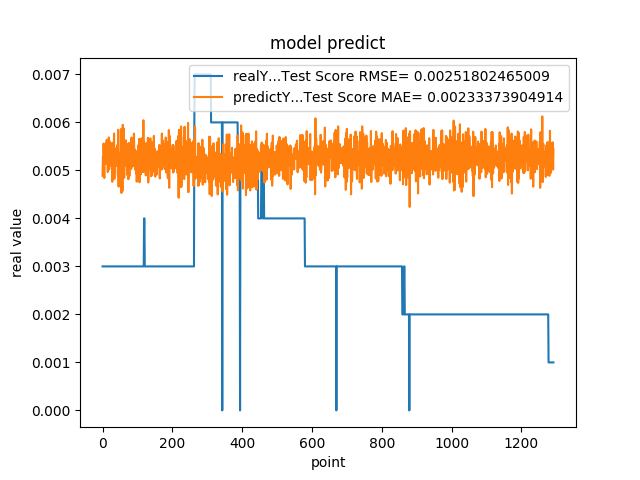 model predict
realY...Test Score RMSE= 0.00251802465009
predictY...Test Score MAE= 0.00233373904914
real value
0.007
0.006
0.005
0.004
0.003
0.002
0.001
0.000
0 200 400 600 800 1000 1200
point